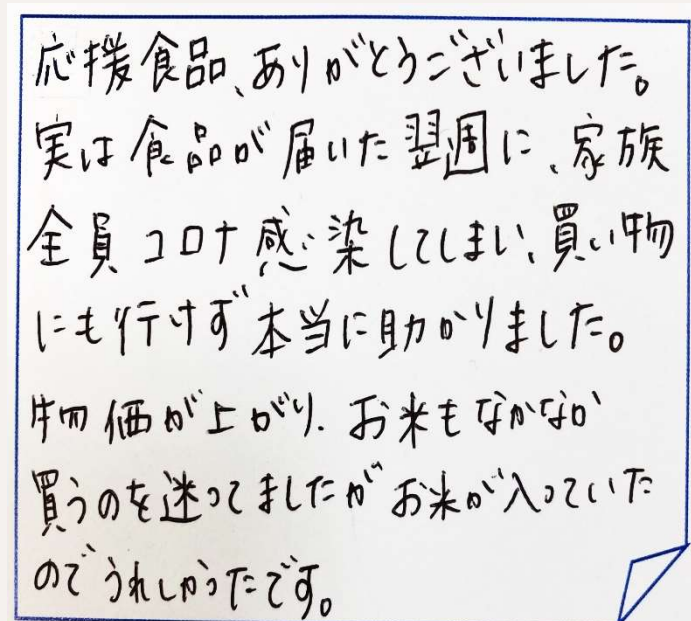 応援食品、ありがとうございました。
実は食品が届いた翌週に、家族
全員コロナ感染してしまい、買い物
にも行けず本当に助かりました。
物価が上がり、お米もなかなか
買うのを迷ってましたがお米が入っていた
のでうれしかったです。